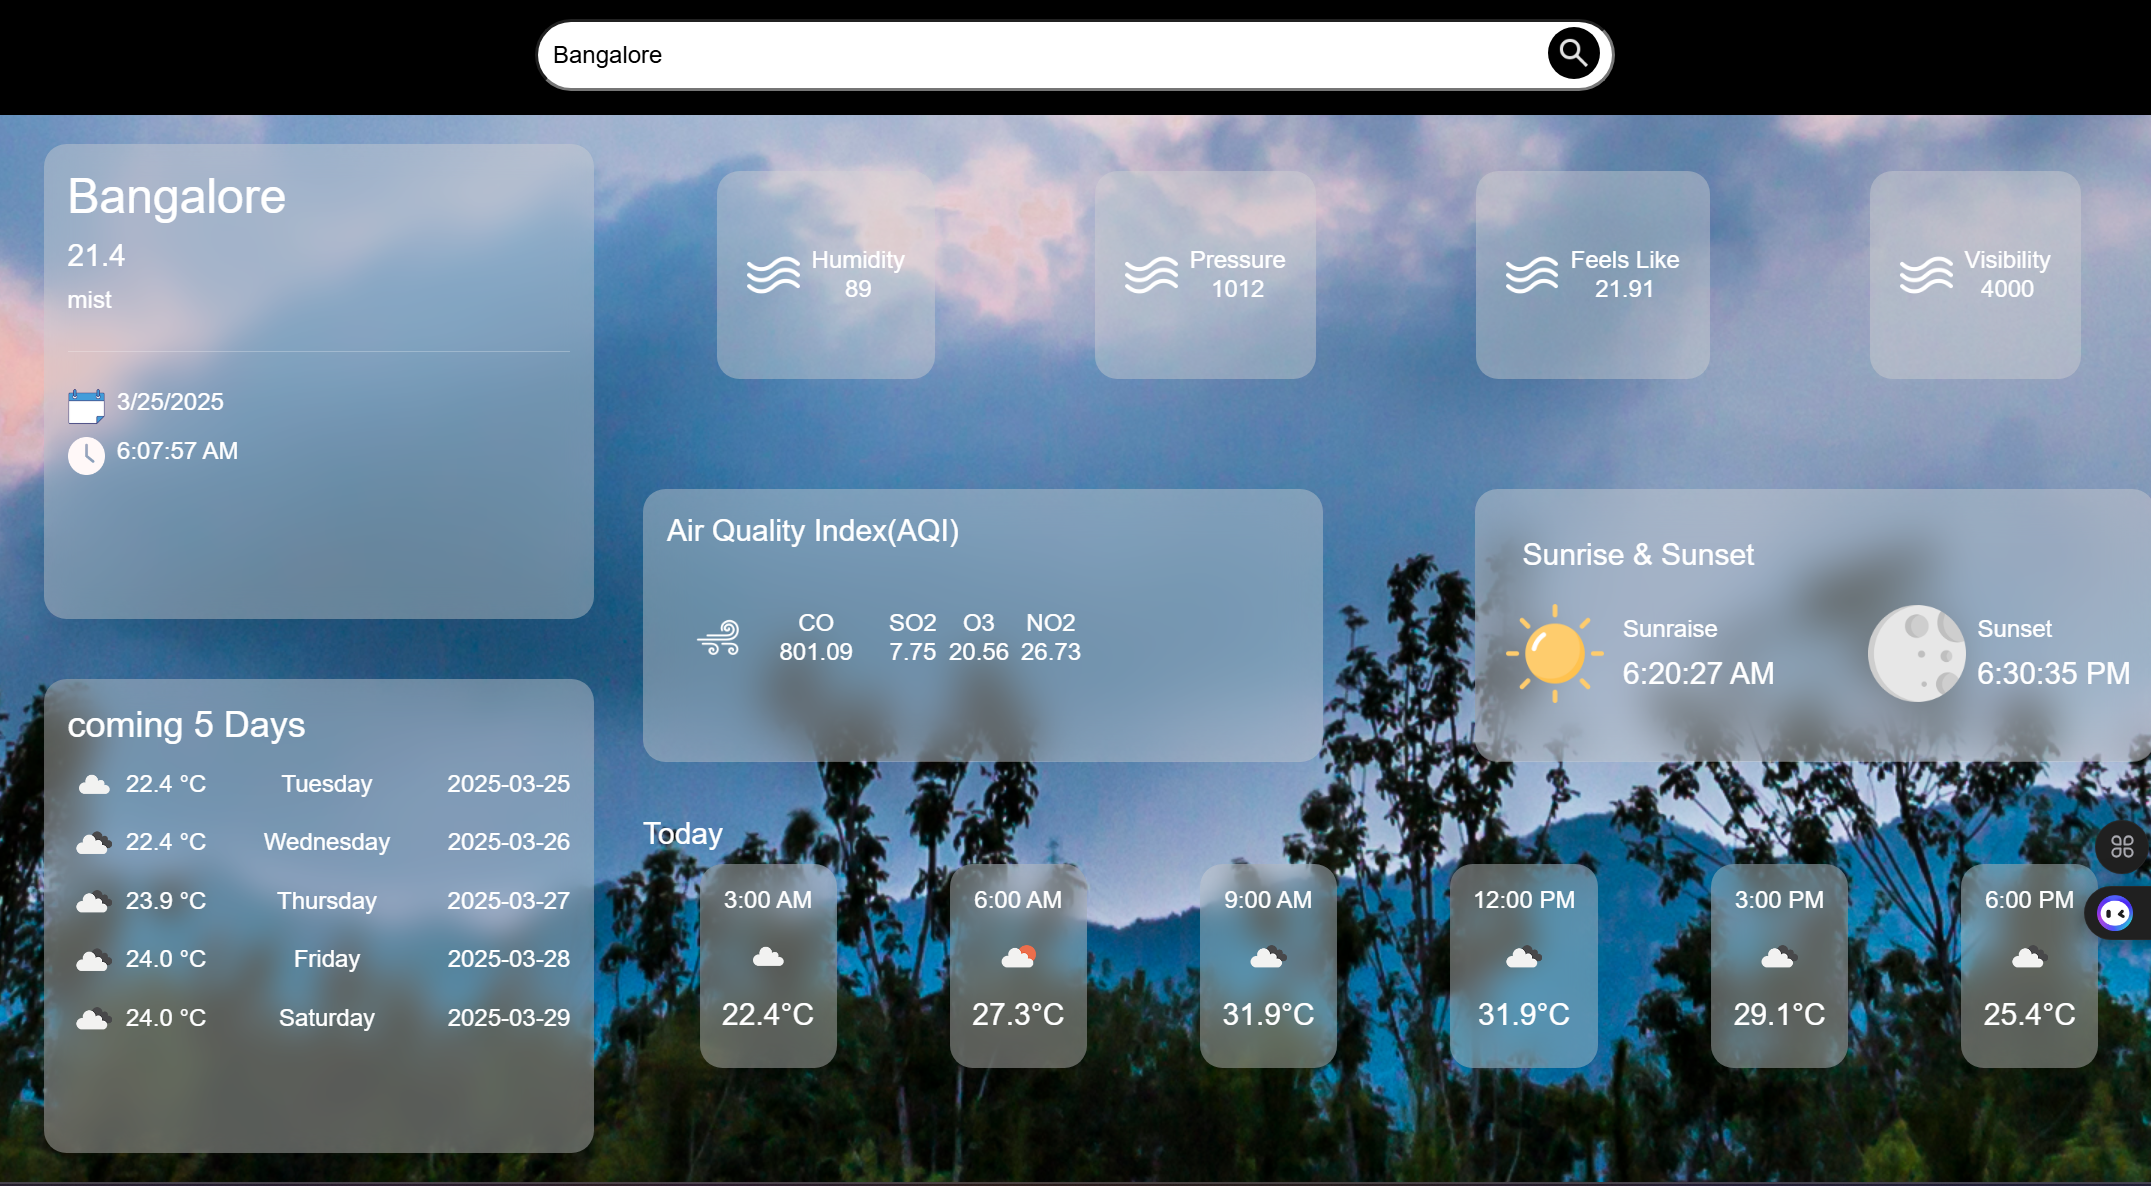 Bangalore
Bangalore
21.4
mist
3/25/2025
6:07:57 AM
Humidity
89
Pressure
1012
Feels Like
21.91
Visibility
4000
Air Quality Index(AQI)
CO SO2 O3 NO2
801.09 7.75 20.56 26.73
Sunrise & Sunset
Sunraise
6:20:27 AM
Sunset
6:30:35 PM
coming 5 Days
22.4 °C Tuesday 2025-03-25
22.4 °C Wednesday 2025-03-26
23.9 °C Thursday 2025-03-27
24.0 °C Friday 2025-03-28
24.0 °C Saturday 2025-03-29
Today
3:00 AM 6:00 AM 9:00 AM 12:00 PM 3:00 PM 6:00 PM
22.4°C 27.3°C 31.9°C 31.9°C 29.1°C 25.4°C